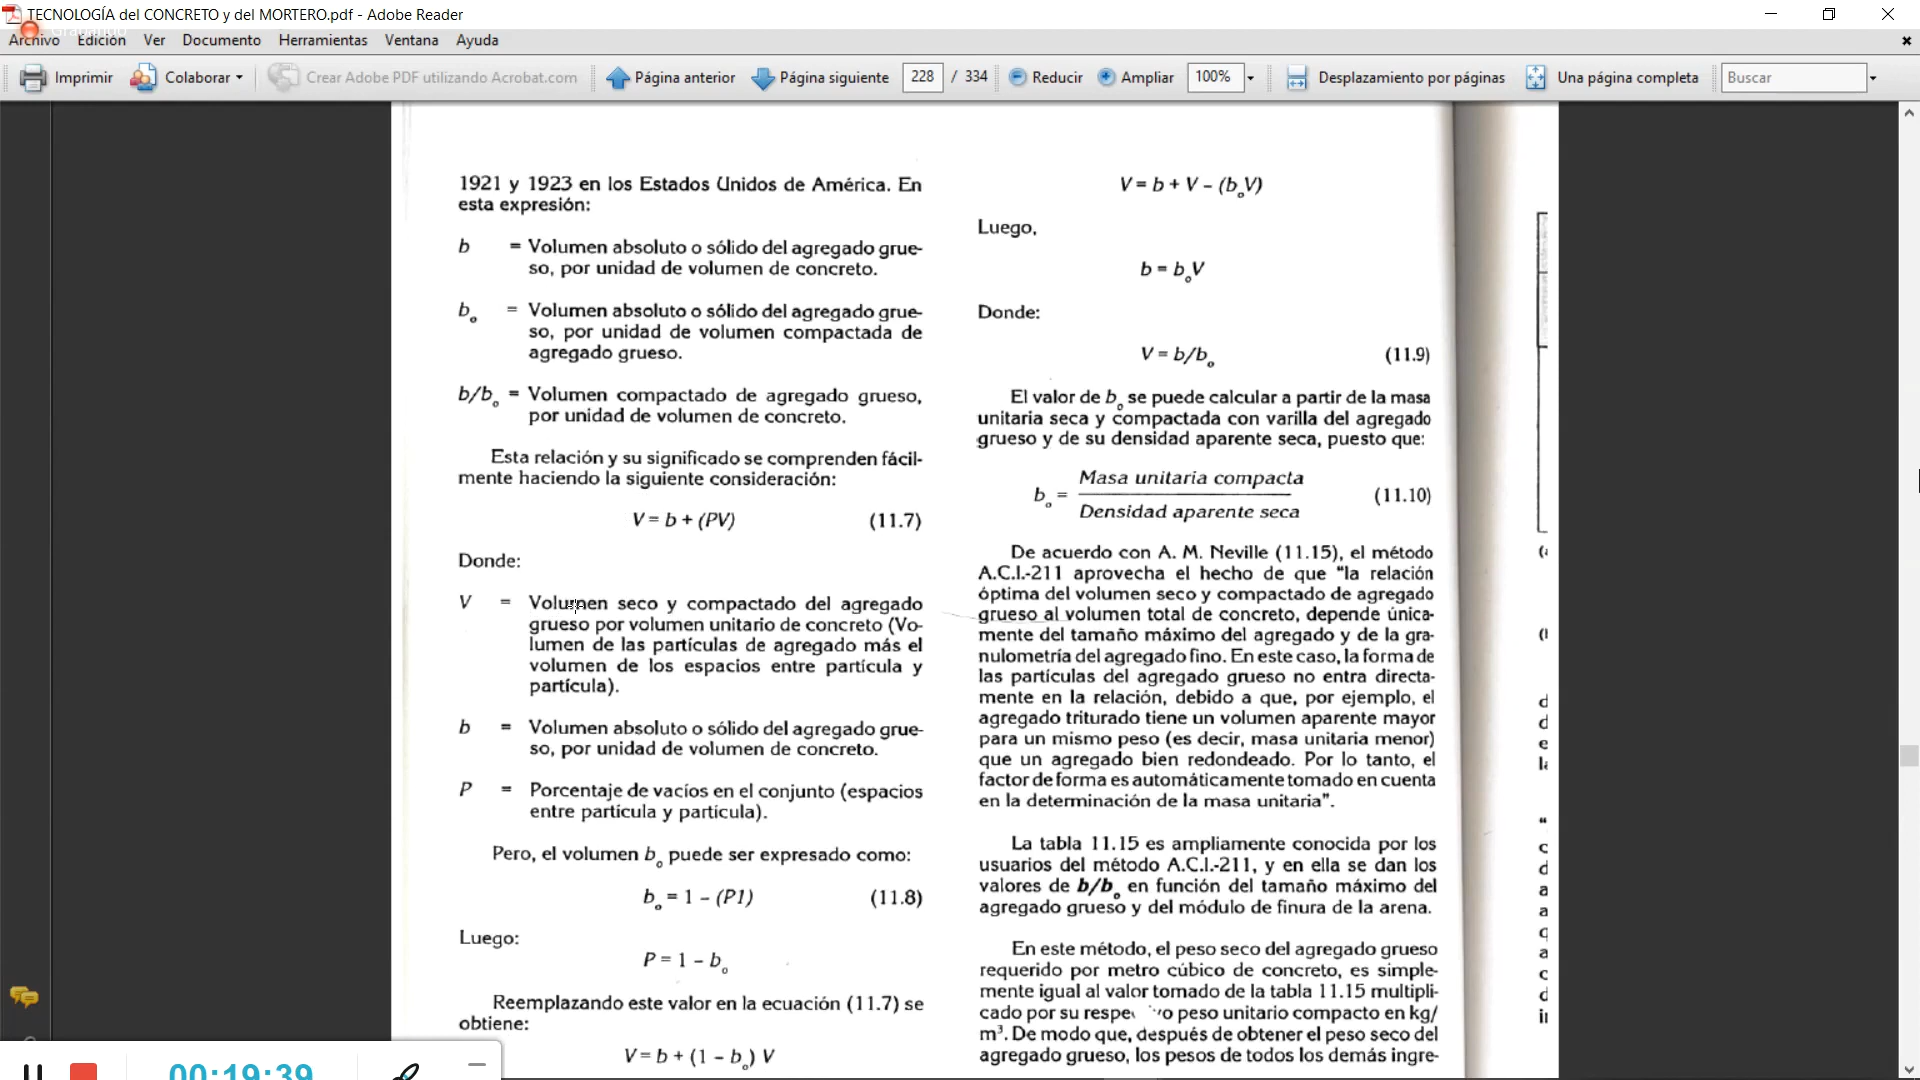 TECNOLOGÍA del CONCRETO y del MORTERO.pdf - Adobe Reader
Archivo Edición Ver Documento Herramientas Ventana Ayuda
Imprimir Colaborar Crear Adobe PDF utilizando Acrobat.com Página anterior Página siguiente 228 / 334 Reducir Ampliar 100% Desplazamiento por páginas Una página completa Buscar
1921 y 1923 en los Estados Unidos de América. En
esta expresión:
b = Volumen absoluto o sólido del agregado grue-
so, por unidad de volumen de concreto.
b₀ = Volumen absoluto o sólido del agregado grue-
so, por unidad de volumen compactada de
agregado grueso.
b/b₀ = Volumen compactado de agregado grueso,
por unidad de volumen de concreto.
Esta relación y su significado se comprenden fácil-
mente haciendo la siguiente consideración:
V = b + (PV) (11.7)
Donde:
V = Volumen seco y compactado del agregado
grueso por volumen unitario de concreto (Vo-
lumen de las partículas de agregado más el
volumen de los espacios entre partícula y
partícula).
b = Volumen absoluto o sólido del agregado grue-
so, por unidad de volumen de concreto.
P = Porcentaje de vacíos en el conjunto (espacios
entre partícula y partícula).
Pero, el volumen b₀ puede ser expresado como:
b₀ = 1 - (P1) (11.8)
Luego:
P = 1 - b₀
Reemplazando este valor en la ecuación (11.7) se
obtiene:
V = b + (1 - b₀) V
V = b + V - (b₀V)
Luego,
b = b₀V
Donde:
V = b/b₀ (11.9)
El valor de b₀ se puede calcular a partir de la masa
unitaria seca y compactada con varilla del agregado
grueso y de su densidad aparente seca, puesto que:
b₀ = Masa unitaria compacta (11.10)
Densidad aparente seca
De acuerdo con A. M. Neville (11.15), el método
A.C.I.-211 aprovecha el hecho de que "la relación
óptima del volumen seco y compactado de agregado
grueso al volumen total de concreto, depende única-
mente del tamaño máximo del agregado y de la gra-
nulometría del agregado fino. En este caso, la forma de
las partículas del agregado grueso no entra directa-
mente en la relación, debido a que, por ejemplo, el
agregado triturado tiene un volumen aparente mayor
para un mismo peso (es decir, masa unitaria menor)
que un agregado bien redondeado. Por lo tanto, el
factor de forma es automáticamente tomado en cuenta
en la determinación de la masa unitaria".
La tabla 11.15 es ampliamente conocida por los
usuarios del método A.C.I.-211, y en ella se dan los
valores de b/b₀ en función del tamaño máximo del
agregado grueso y del módulo de finura de la arena.
En este método, el peso seco del agregado grueso
requerido por metro cúbico de concreto, es simple-
mente igual al valor tomado de la tabla 11.15 multipli-
cado por su peso unitario compacto en kg/
m³. De modo que, después de obtener el peso seco del
agregado grueso, los pesos de todos los demás ingre-
00:19:39